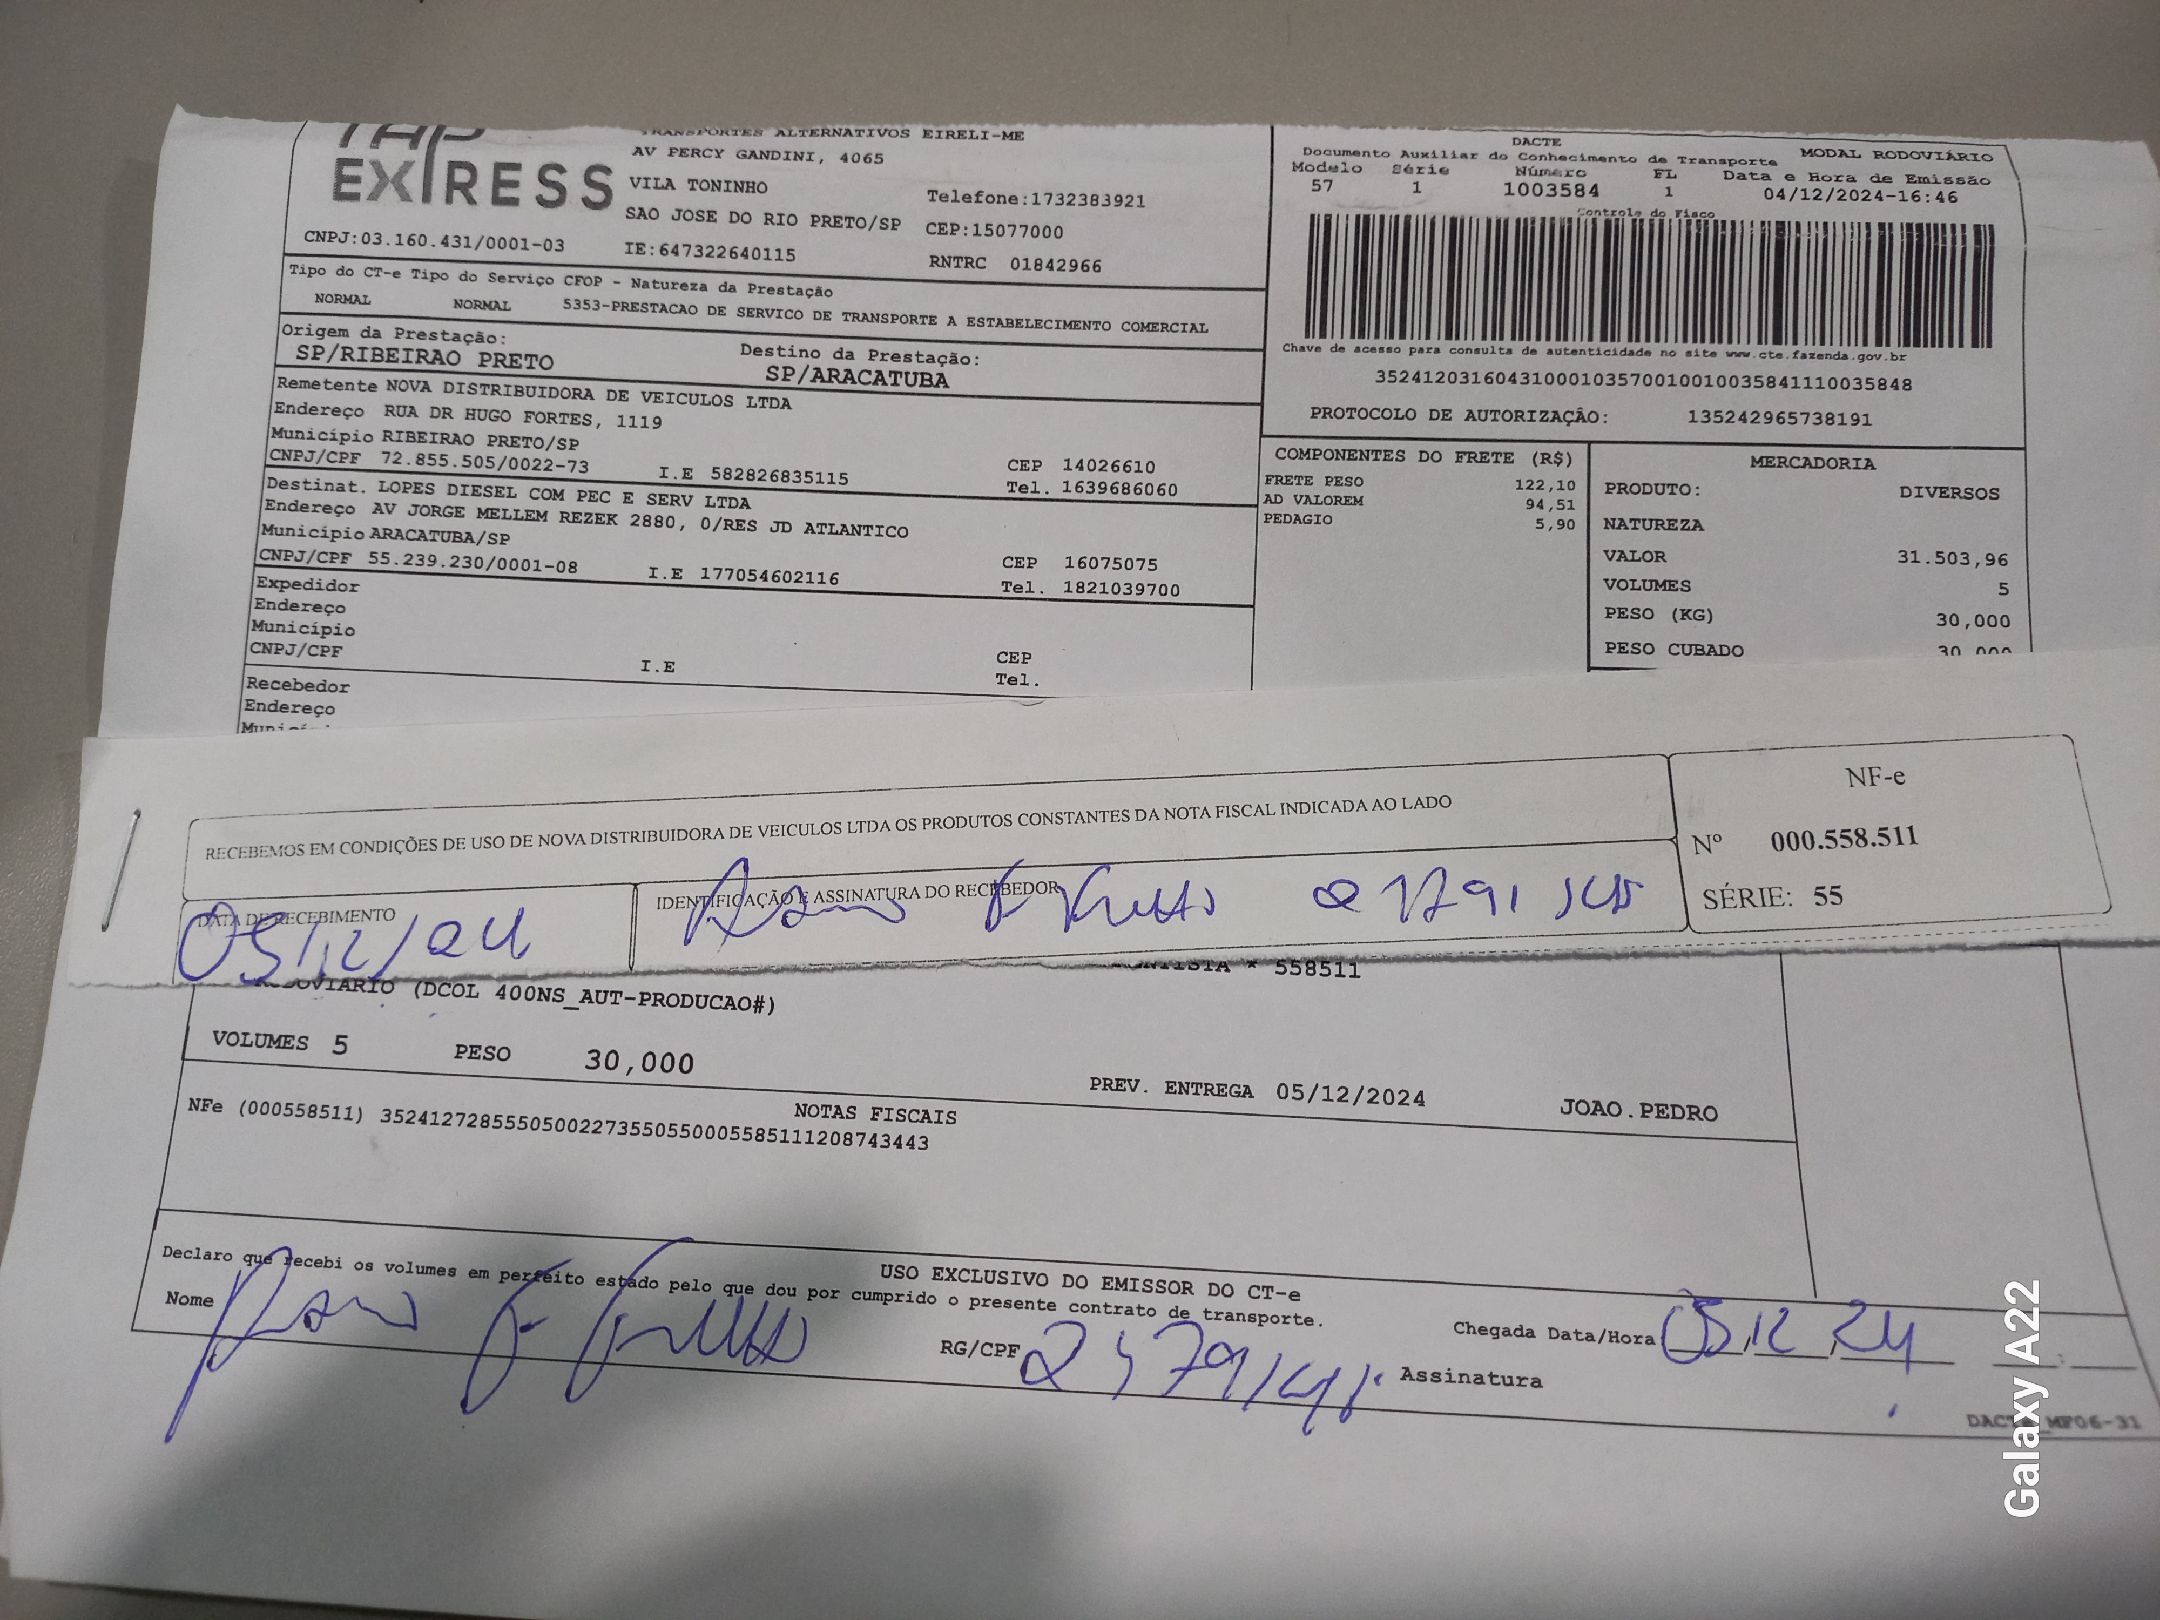 TAP
EXPRESS
TRANSPORTES ALTERNATIVOS EIRELI-ME
AV PERCY GANDINI, 4065
VILA TONINHO
Telefone:1732383921
SAO JOSE DO RIO PRETO/SP CEP:15077000
CNPJ:03.160.431/0001-03 IE:647322640115 RNTRC 01842966
DACTE
Documento Auxiliar do Conhecimento de Transporte MODAL RODOVIÁRIO
Modelo Série Número FL Data e Hora de Emissão
57 1 1003584 1 04/12/2024-16:46
Controle do Fisco
Chave de acesso para consulta de autenticidade no site www.cte.fazenda.gov.br
35241203160431000103570010010035841110035848
PROTOCOLO DE AUTORIZAÇÃO: 135242965738191
Tipo do CT-e Tipo do Serviço CFOP - Natureza da Prestação
NORMAL NORMAL 5353-PRESTACAO DE SERVICO DE TRANSPORTE A ESTABELECIMENTO COMERCIAL
Origem da Prestação: Destino da Prestação:
SP/RIBEIRAO PRETO SP/ARACATUBA
Remetente NOVA DISTRIBUIDORA DE VEICULOS LTDA
Endereço RUA DR HUGO FORTES, 1119
Município RIBEIRAO PRETO/SP CEP 14026610
CNPJ/CPF 72.855.505/0022-73 I.E 582826835115 Tel. 1639686060
Destinat. LOPES DIESEL COM PEC E SERV LTDA
Endereço AV JORGE MELLEM REZEK 2880, 0/RES JD ATLANTICO
Município ARACATUBA/SP CEP 16075075
CNPJ/CPF 55.239.230/0001-08 I.E 177054602116 Tel. 1821039700
Expedidor
Endereço
Município CEP
CNPJ/CPF I.E Tel.
Recebedor
Endereço
COMPONENTES DO FRETE (R$)
FRETE PESO 122,10
AD VALOREM 94,51
PEDAGIO 5,90
MERCADORIA
PRODUTO: DIVERSOS
NATUREZA
VALOR 31.503,96
VOLUMES 5
PESO (KG) 30,000
PESO CUBADO 30,000
RECEBEMOS EM CONDIÇÕES DE USO DE NOVA DISTRIBUIDORA DE VEICULOS LTDA OS PRODUTOS CONSTANTES DA NOTA FISCAL INDICADA AO LADO
NF-e
Nº 000.558.511
SÉRIE: 55
DATA DE RECEBIMENTO IDENTIFICAÇÃO E ASSINATURA DO RECEBEDOR
05/12/24
* 558511
(DCOL 400NS_AUT-PRODUCAO#)
VOLUMES 5 PESO 30,000 PREV. ENTREGA 05/12/2024 JOAO.PEDRO
NOTAS FISCAIS
NFe (000558511) 35241272855505002273550550005585111208743443
USO EXCLUSIVO DO EMISSOR DO CT-e
Declaro que recebi os volumes em perfeito estado pelo que dou por cumprido o presente contrato de transporte.
Nome RG/CPF Assinatura
Chegada Data/Hora 05,12,24
Galaxy A22